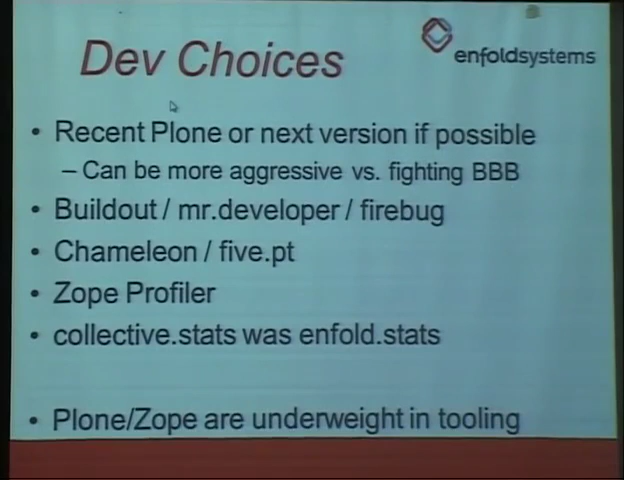 Dev Choices
enfoldsystems
• Recent Plone or next version if possible
– Can be more aggressive vs. fighting BBB
• Buildout / mr.developer / firebug
• Chameleon / five.pt
• Zope Profiler
• collective.stats was enfold.stats
• Plone/Zope are underweight in tooling